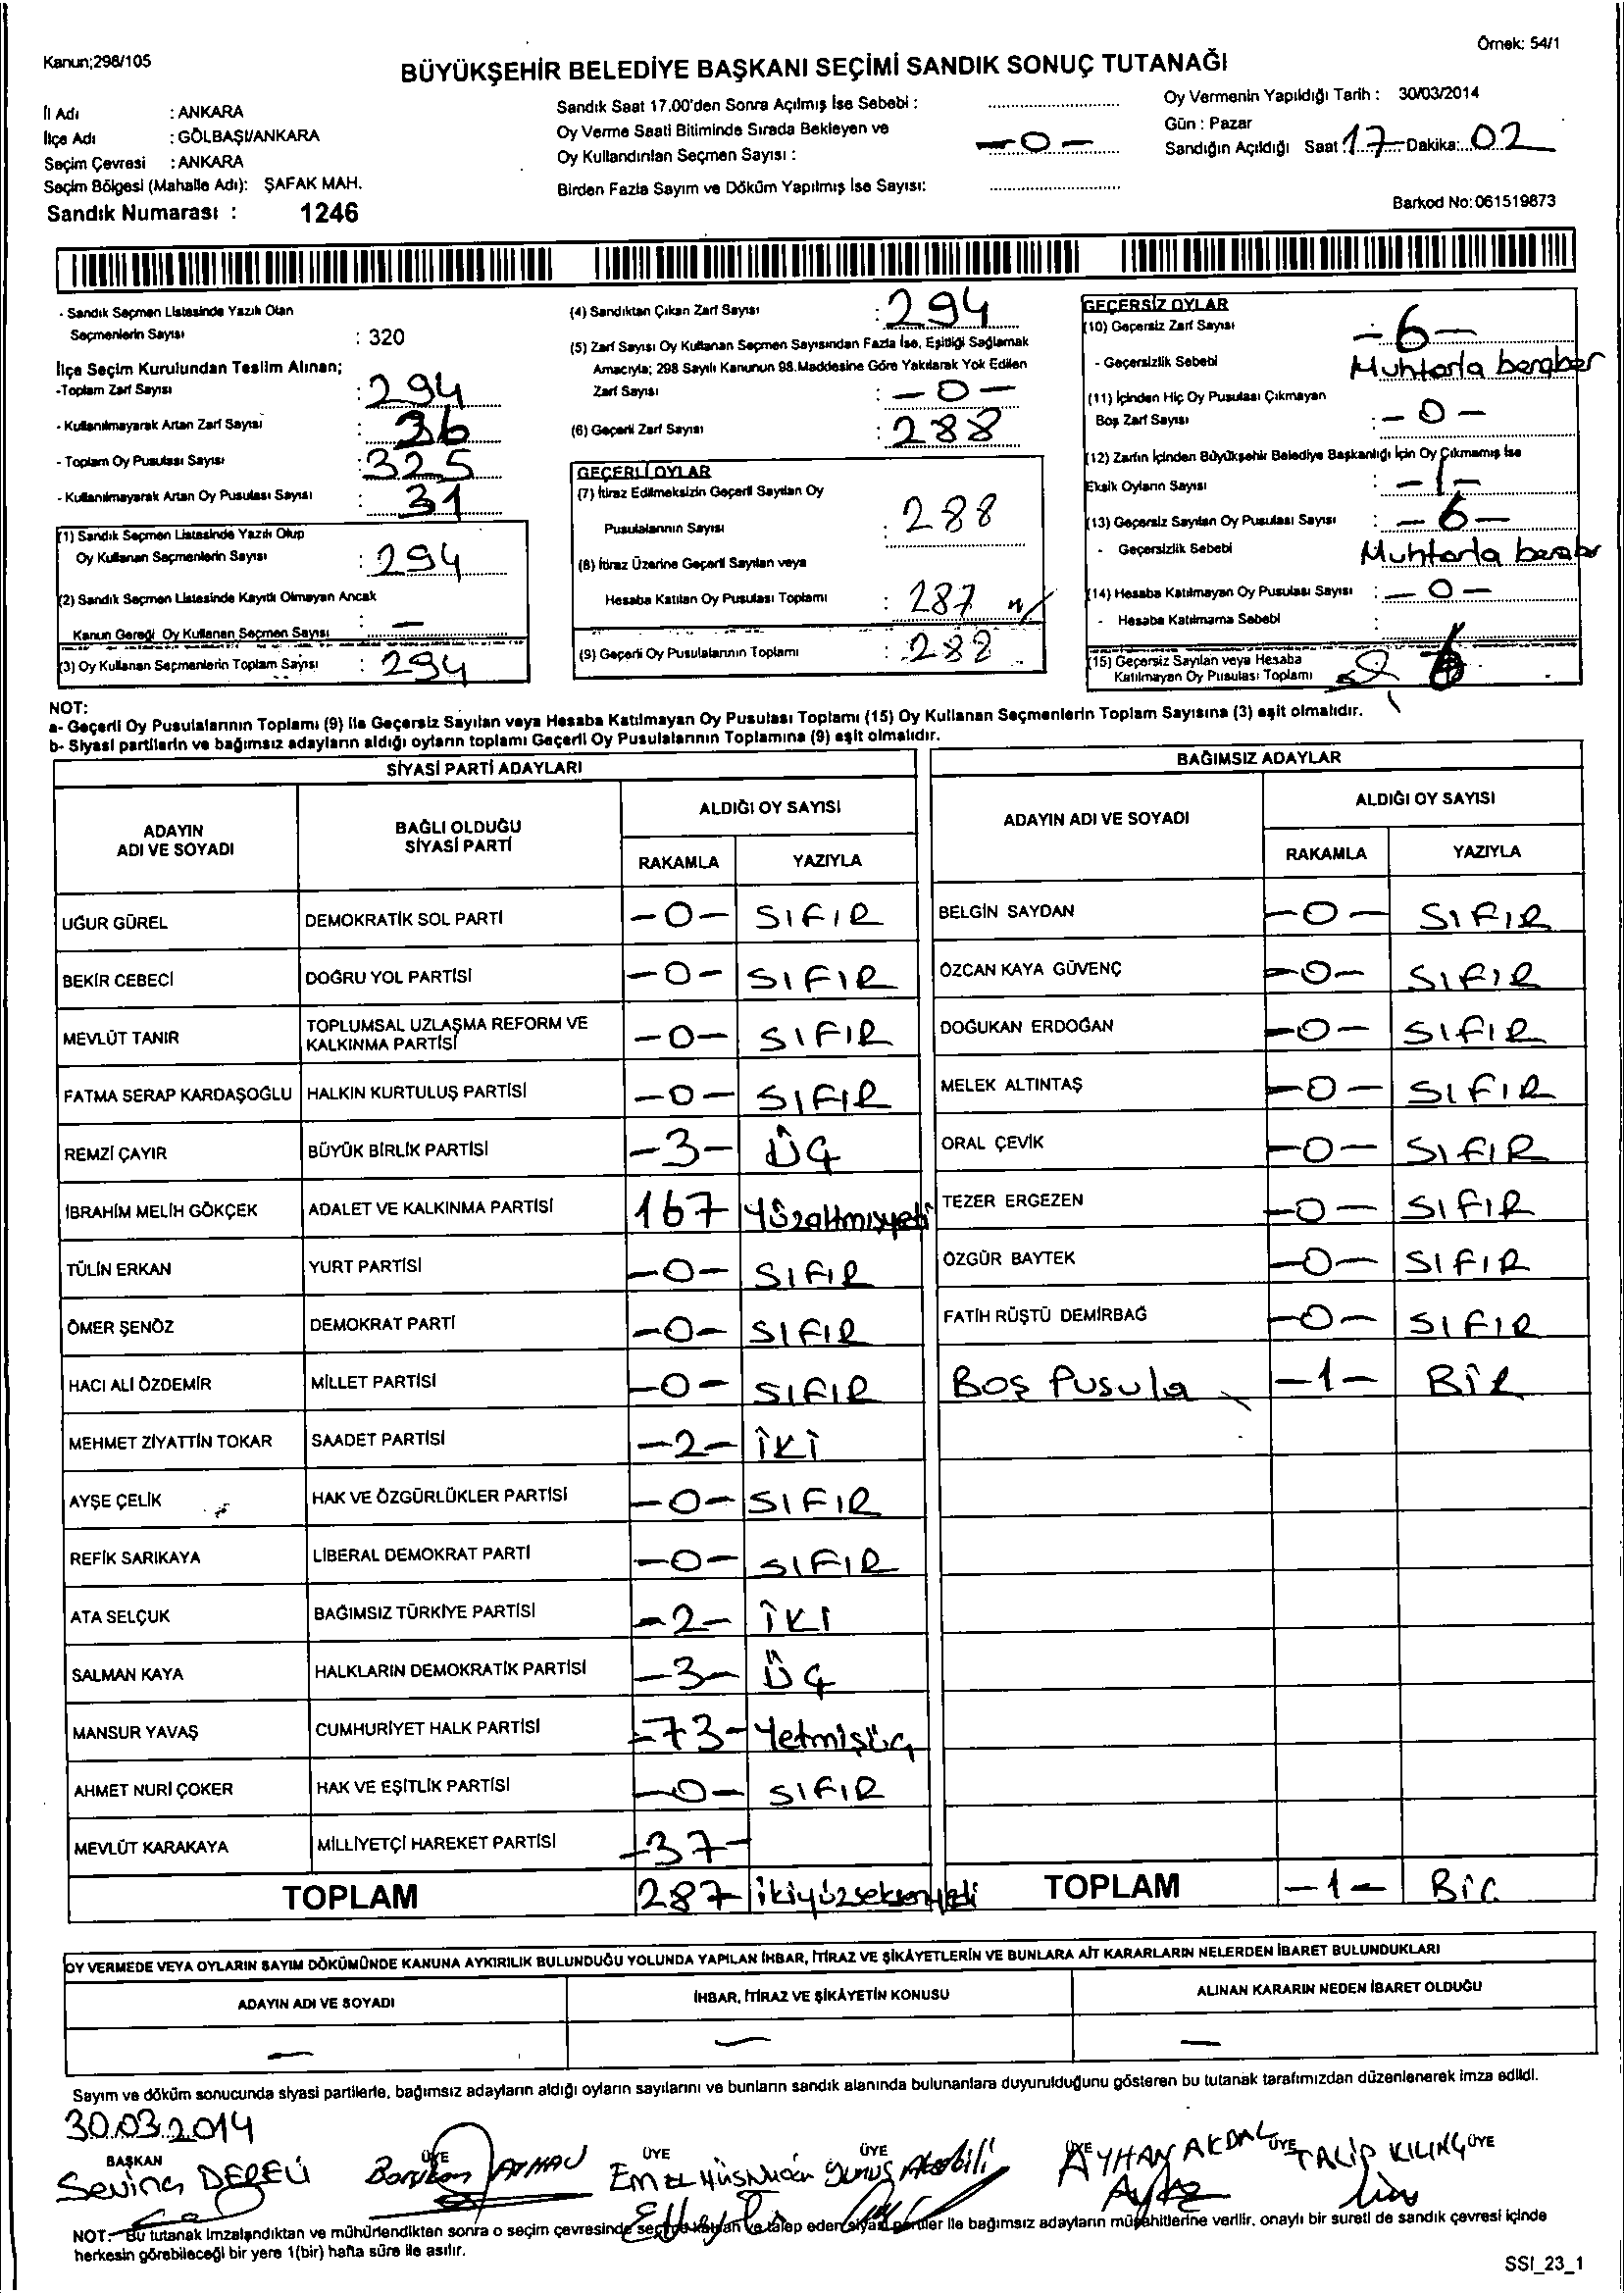 Kanun;298/105
Örnek: 54/1
BÜYÜKŞEHİR BELEDİYE BAŞKANI SEÇİMİ SANDIK SONUÇ TUTANAĞI
İl Adı : ANKARA
İlçe Adı : GÖLBAŞI/ANKARA
Seçim Çevresi : ANKARA
Seçim Bölgesi (Mahalle Adı): ŞAFAK MAH.
Sandık Numarası : 1246
Sandık Saat 17.00'den Sonra Açılmış İse Sebebi :
Oy Verme Saati Bitiminde Sırada Bekleyen ve
Oy Kullandırılan Seçmen Sayısı : -0-
Birden Fazla Sayım ve Döküm Yapılmış İse Sayısı:
Oy Vermenin Yapıldığı Tarih : 30/03/2014
Gün : Pazar
Sandığın Açıldığı Saat 17 Dakika: 02
Barkod No: 061519873
- Sandık Seçmen Listesinde Yazılı Olan
Seçmenlerin Sayısı : 320
İlçe Seçim Kurulundan Teslim Alınan;
-Toplam Zarf Sayısı : 294
- Kullanılmayarak Artan Zarf Sayısı : 36
- Toplam Oy Pusulası Sayısı : 325
- Kullanılmayarak Artan Oy Pusulası Sayısı : 31
(1) Sandık Seçmen Listesinde Yazılı Olup
Oy Kullanan Seçmenlerin Sayısı : 294
(2) Sandık Seçmen Listesinde Kayıtlı Olmayan Ancak
Kanun Gereği Oy Kullanan Seçmen Sayısı : -
(3) Oy Kullanan Seçmenlerin Toplam Sayısı : 294
(4) Sandıktan Çıkan Zarf Sayısı : 294
(5) Zarf Sayısı Oy Kullanan Seçmen Sayısından Fazla İse, Eşitliği Sağlamak
Amacıyla; 298 Sayılı Kanunun 98.Maddesine Göre Yakılarak Yok Edilen
Zarf Sayısı : -0-
(6) Geçerli Zarf Sayısı : 288
GEÇERLİ OYLAR
(7) İtiraz Edilmeksizin Geçerli Sayılan Oy
Pusulalarının Sayısı : 288
(8) İtiraz Üzerine Geçerli Sayılan veya
Hesaba Katılan Oy Pusulası Toplamı : 287
(9) Geçerli Oy Pusulalarının Toplamı : 288
GEÇERSİZ OYLAR
(10) Geçersiz Zarf Sayısı -6-
- Geçersizlik Sebebi Muhtarla beraber
(11) İçinden Hiç Oy Pusulası Çıkmayan
Boş Zarf Sayısı : -0-
(12) Zarfın İçinden Büyükşehir Belediye Başkanlığı İçin Oy Çıkmamış İse
Eksik Oyların Sayısı : -1-
(13) Geçersiz Sayılan Oy Pusulası Sayısı : -6-
- Geçersizlik Sebebi Muhtarla beraber
(14) Hesaba Katılmayan Oy Pusulası Sayısı : -0-
- Hesaba Katılmama Sebebi :
(15) Geçersiz Sayılan veya Hesaba
Katılmayan Oy Pusulası Toplamı 6
NOT:
a- Geçerli Oy Pusulalarının Toplamı (9) ile Geçersiz Sayılan veya Hesaba Katılmayan Oy Pusulası Toplamı (15) Oy Kullanan Seçmenlerin Toplam Sayısına (3) eşit olmalıdır.
b- Siyasi partilerin ve bağımsız adayların aldığı oyların toplamı Geçerli Oy Pusulalarının Toplamına (9) eşit olmalıdır.
SİYASİ PARTİ ADAYLARI
ADAYIN ADI VE SOYADI BAĞLI OLDUĞU SİYASİ PARTİ ALDIĞI OY SAYISI
RAKAMLA YAZIYLA
UĞUR GÜREL DEMOKRATİK SOL PARTİ -0- SIFIR
BEKİR CEBECİ DOĞRU YOL PARTİSİ -0- SIFIR
MEVLÜT TANIR TOPLUMSAL UZLAŞMA REFORM VE KALKINMA PARTİSİ -0- SIFIR
FATMA SERAP KARDAŞOĞLU HALKIN KURTULUŞ PARTİSİ -0- SIFIR
REMZİ ÇAYIR BÜYÜK BİRLİK PARTİSİ -3- ÜÇ
İBRAHİM MELİH GÖKÇEK ADALET VE KALKINMA PARTİSİ 167 Yüzaltmışyedi
TÜLİN ERKAN YURT PARTİSİ -0- SIFIR
ÖMER ŞENÖZ DEMOKRAT PARTİ -0- SIFIR
HACI ALİ ÖZDEMİR MİLLET PARTİSİ -0- SIFIR
MEHMET ZİYATTİN TOKAR SAADET PARTİSİ -2- İKİ
AYŞE ÇELİK HAK VE ÖZGÜRLÜKLER PARTİSİ -0- SIFIR
REFİK SARIKAYA LİBERAL DEMOKRAT PARTİ -0- SIFIR
ATA SELÇUK BAĞIMSIZ TÜRKİYE PARTİSİ -2- İKİ
SALMAN KAYA HALKLARIN DEMOKRATİK PARTİSİ -3- ÜÇ
MANSUR YAVAŞ CUMHURİYET HALK PARTİSİ -73- Yetmişüç
AHMET NURİ ÇOKER HAK VE EŞİTLİK PARTİSİ -0- SIFIR
MEVLÜT KARAKAYA MİLLİYETÇİ HAREKET PARTİSİ -37-
TOPLAM 287 ikiyüzseksenyedi
BAĞIMSIZ ADAYLAR
ADAYIN ADI VE SOYADI ALDIĞI OY SAYISI
RAKAMLA YAZIYLA
BELGİN SAYDAN -0- SIFIR
ÖZCAN KAYA GÜVENÇ -0- SIFIR
DOĞUKAN ERDOĞAN -0- SIFIR
MELEK ALTINTAŞ -0- SIFIR
ORAL ÇEVİK -0- SIFIR
TEZER ERGEZEN -0- SIFIR
ÖZGÜR BAYTEK -0- SIFIR
FATİH RÜŞTÜ DEMİRBAĞ -0- SIFIR
Boş Pusula -1- BİR
TOPLAM -1- Bir
OY VERMEDE VEYA OYLARIN SAYIM DÖKÜMÜNDE KANUNA AYKIRILIK BULUNDUĞU YOLUNDA YAPILAN İHBAR, İTİRAZ VE ŞİKÂYETLERİN VE BUNLARA AİT KARARLARIN NELERDEN İBARET BULUNDUKLARI
ADAYIN ADI VE SOYADI İHBAR, İTİRAZ VE ŞİKÂYETİN KONUSU ALINAN KARARIN NEDEN İBARET OLDUĞU
- - -
Sayım ve döküm sonucunda siyasi partilerle, bağımsız adayların aldığı oyların sayılarını ve bunların sandık alanında bulunanlara duyurulduğunu gösteren bu tutanak tarafımızdan düzenlenerek imza edildi.
30.03.2014
BAŞKAN ÜYE ÜYE ÜYE ÜYE ÜYE ÜYE
Sevinç DERELİ EMEL YUNUS AYHAN AKDAL TALİP KILINÇ
NOT:- Bu tutanak imzalandıktan ve mühürlendikten sonra o seçim çevresinde seçime katılan ve talep eden siyasi partiler ile bağımsız adayların müşahitlerine verilir. onaylı bir sureti de sandık çevresi içinde
herkesin görebileceği bir yere 1(bir) hafta süre ile asılır.
SSI_23_1